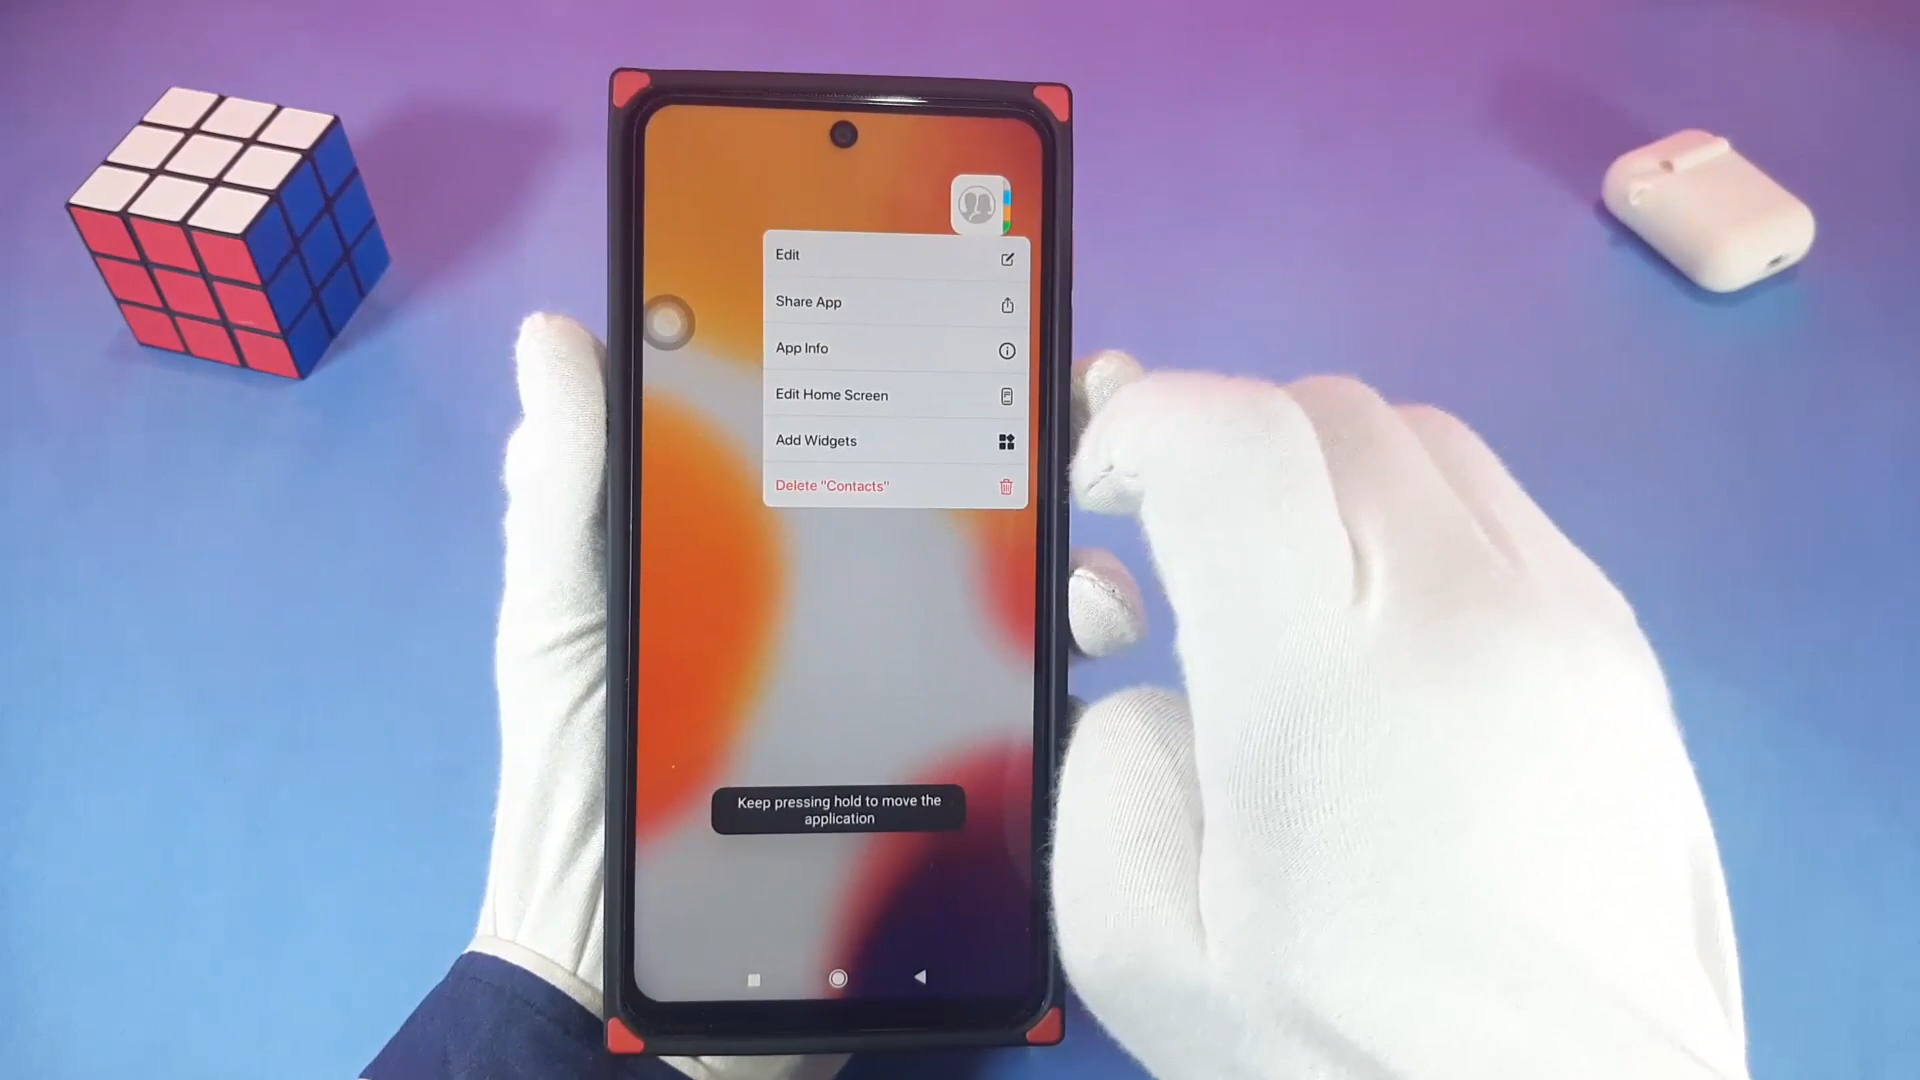 Edit
Share App
App Info
Edit Home Screen
Add Widgets
Delete "Contacts"
Keep pressing hold to move the
application